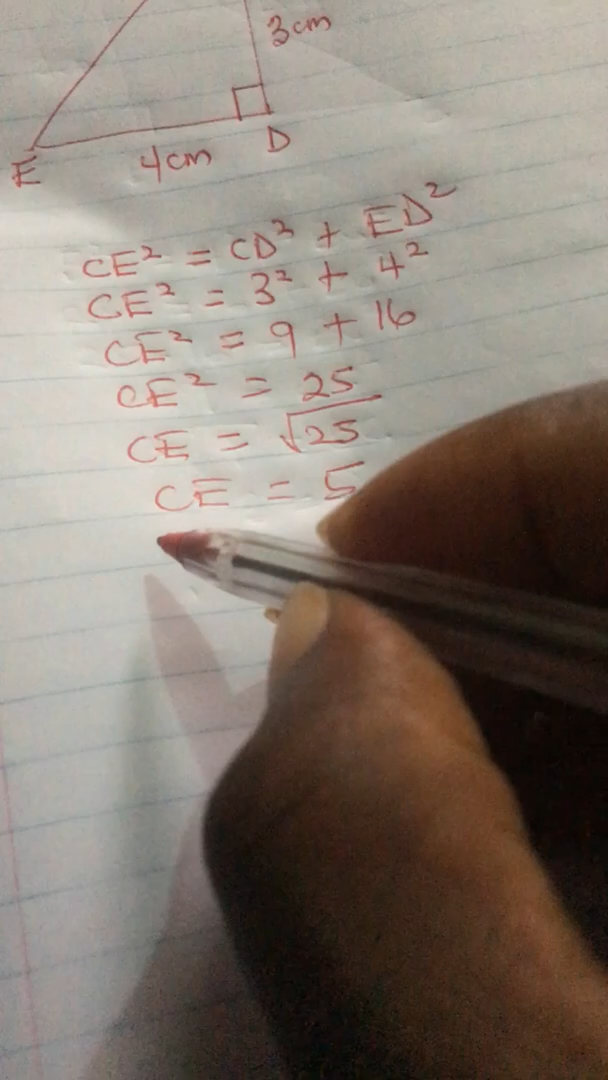 3cm
E
4cm
D
CE² = CD² + ED²
CE² = 3² + 4²
CE² = 9 + 16
CE² = 25
CE = √25
CE = 5